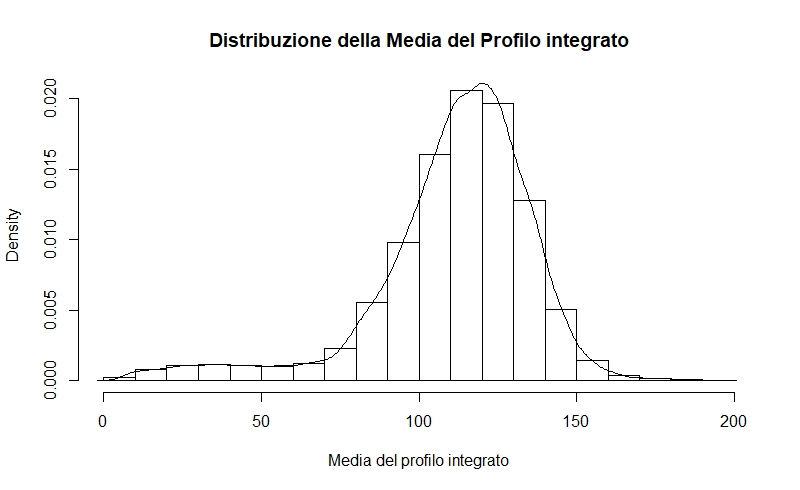 Distribuzione della Media del Profilo integrato
Density
0.020
0.015
0.010
0.005
0.000
0 50 100 150 200
Media del profilo integrato